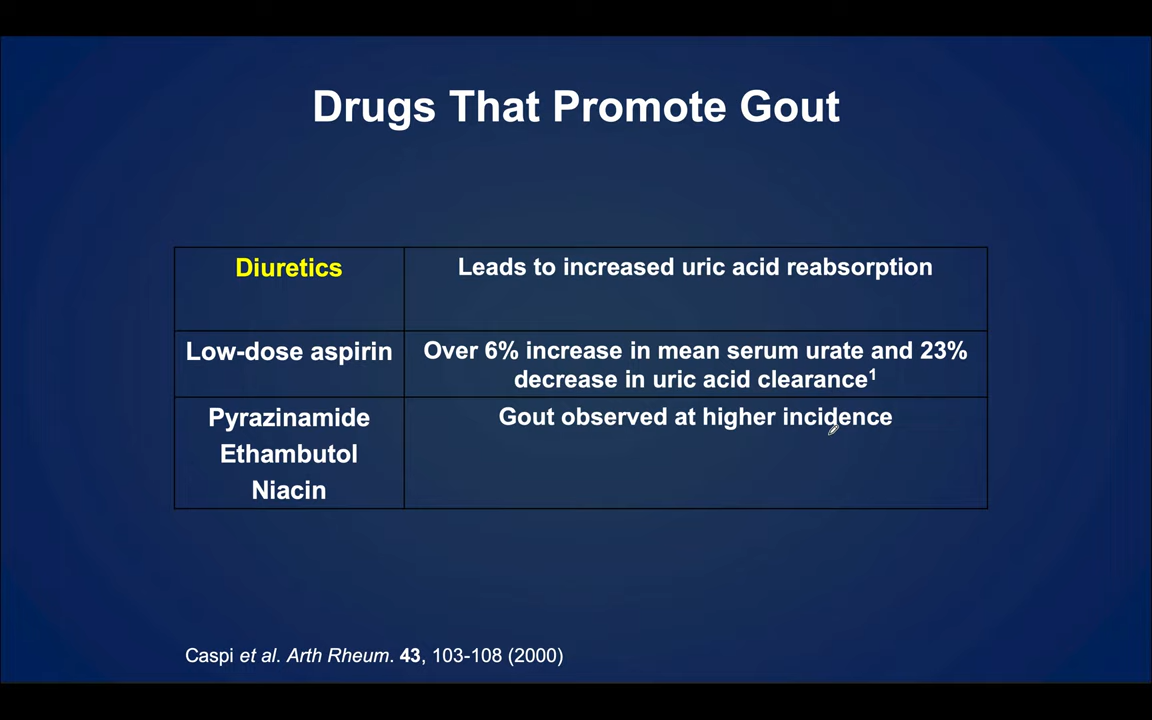 Drugs That Promote Gout
Diuretics
Leads to increased uric acid reabsorption
Low-dose aspirin
Over 6% increase in mean serum urate and 23%
decrease in uric acid clearance¹
Pyrazinamide
Ethambutol
Niacin
Gout observed at higher incidence
Caspi et al. Arth Rheum. 43, 103-108 (2000)